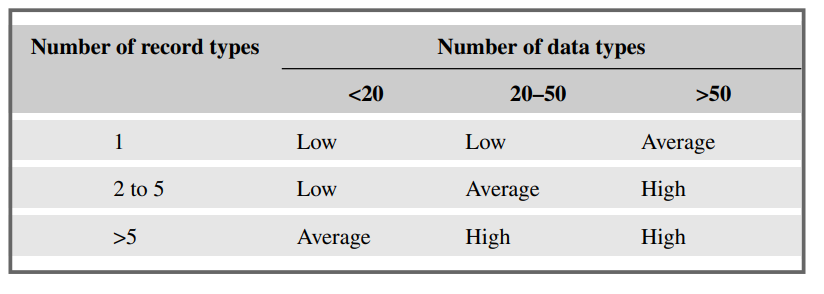 Number of record types Number of data types
<20 20–50 >50
1 Low Low Average
2 to 5 Low Average High
>5 Average High High